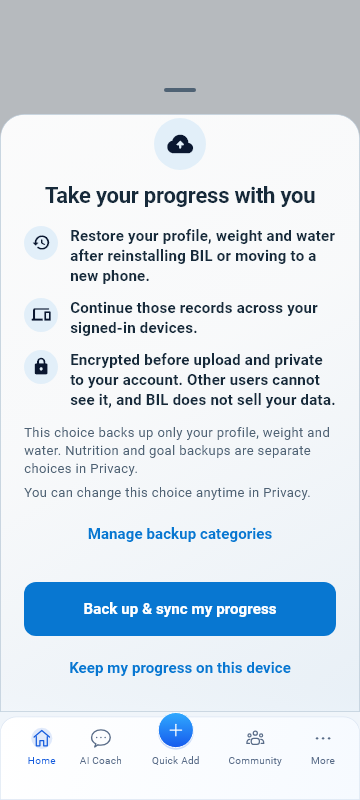 Take your progress with you
Restore your profile, weight and water
after reinstalling BIL or moving to a
new phone.
Continue those records across your
signed-in devices.
Encrypted before upload and private
to your account. Other users cannot
see it, and BIL does not sell your data.
This choice backs up only your profile, weight and
water. Nutrition and goal backups are separate
choices in Privacy.
You can change this choice anytime in Privacy.
Manage backup categories
Back up & sync my progress
Keep my progress on this device
Home
AI Coach
Quick Add
Community
More